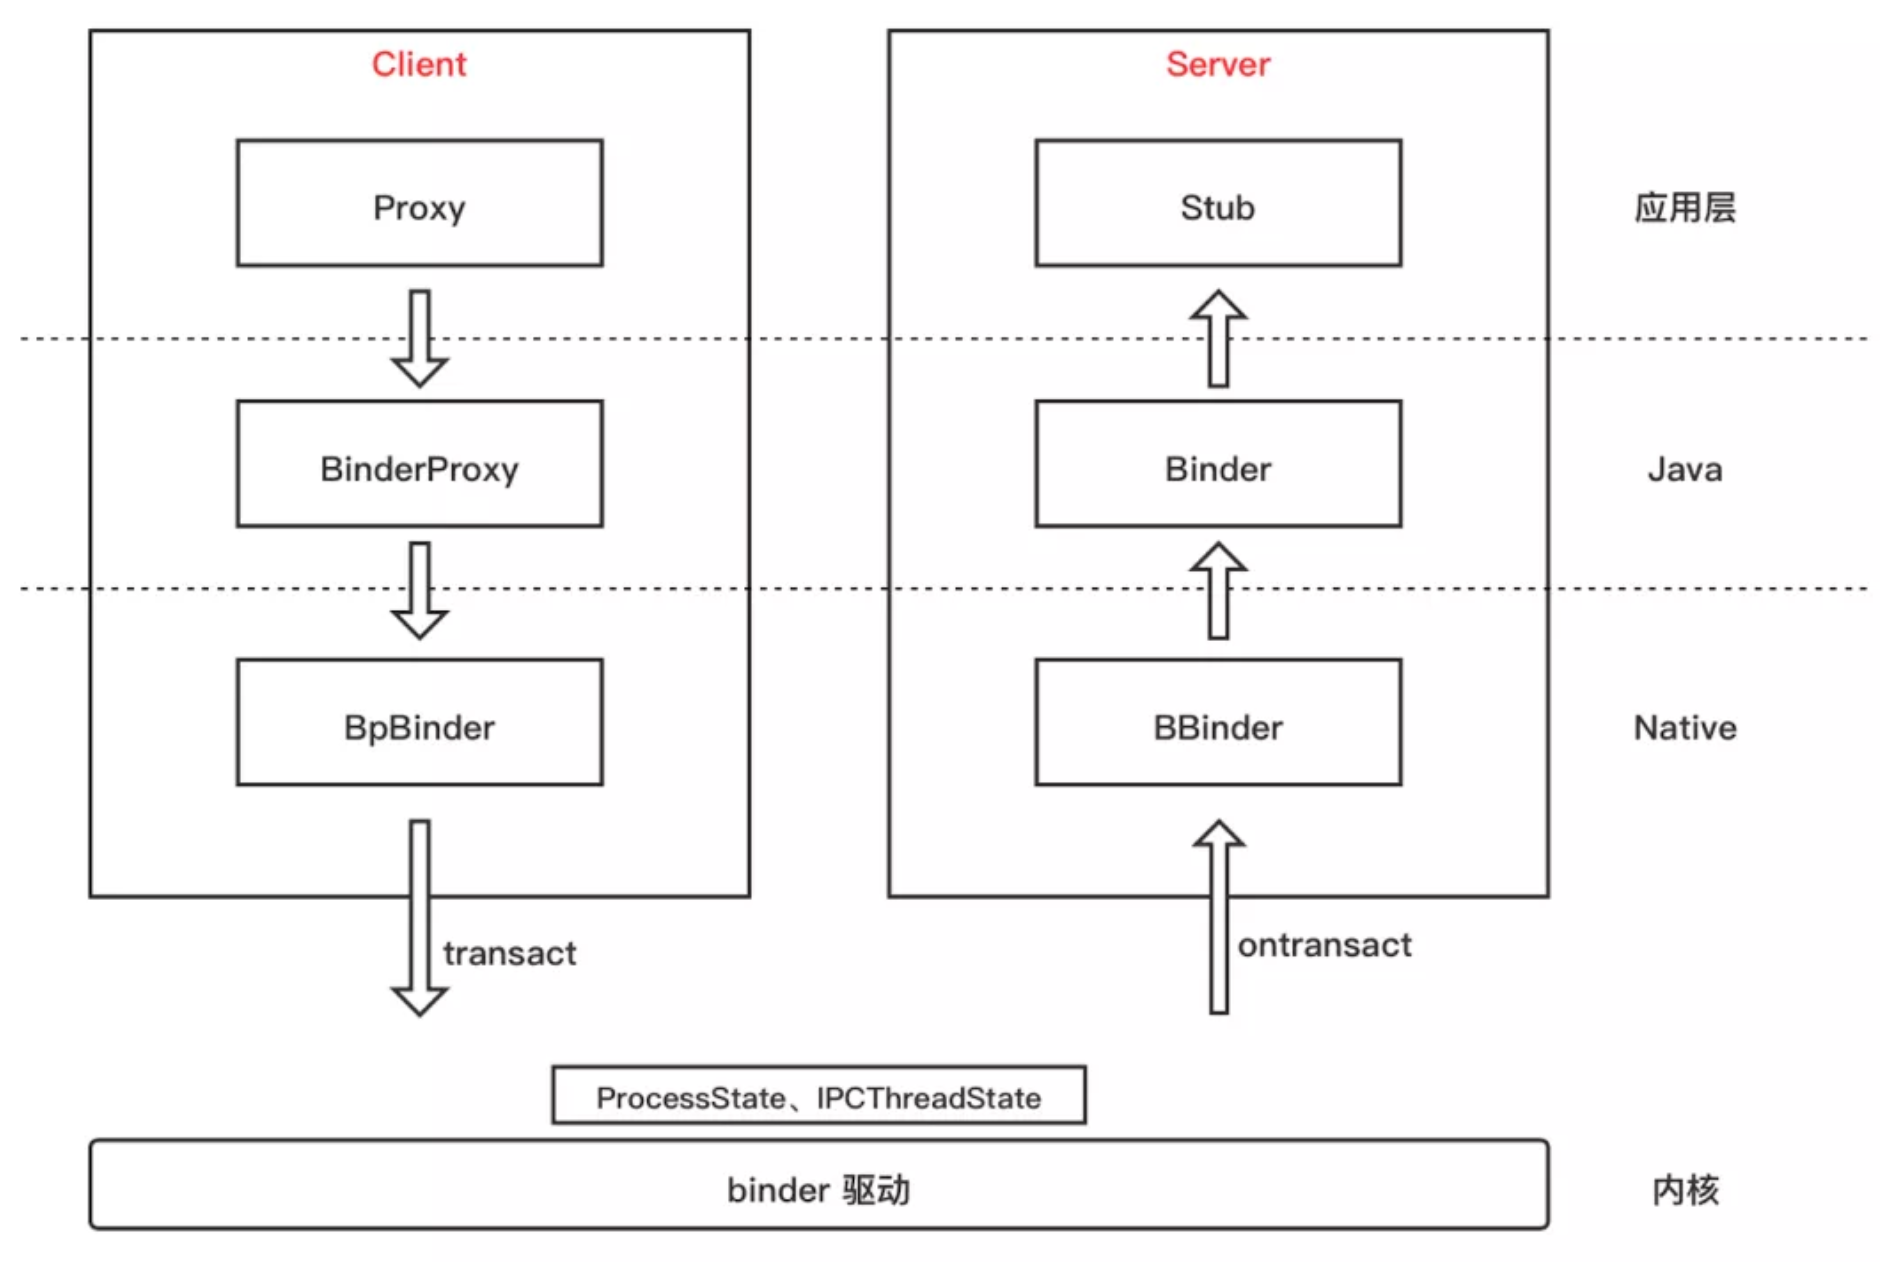 Client
Server
Proxy
Stub
应用层
BinderProxy
Binder
Java
BpBinder
BBinder
Native
transact
ontransact
ProcessState、IPCThreadState
binder 驱动
内核